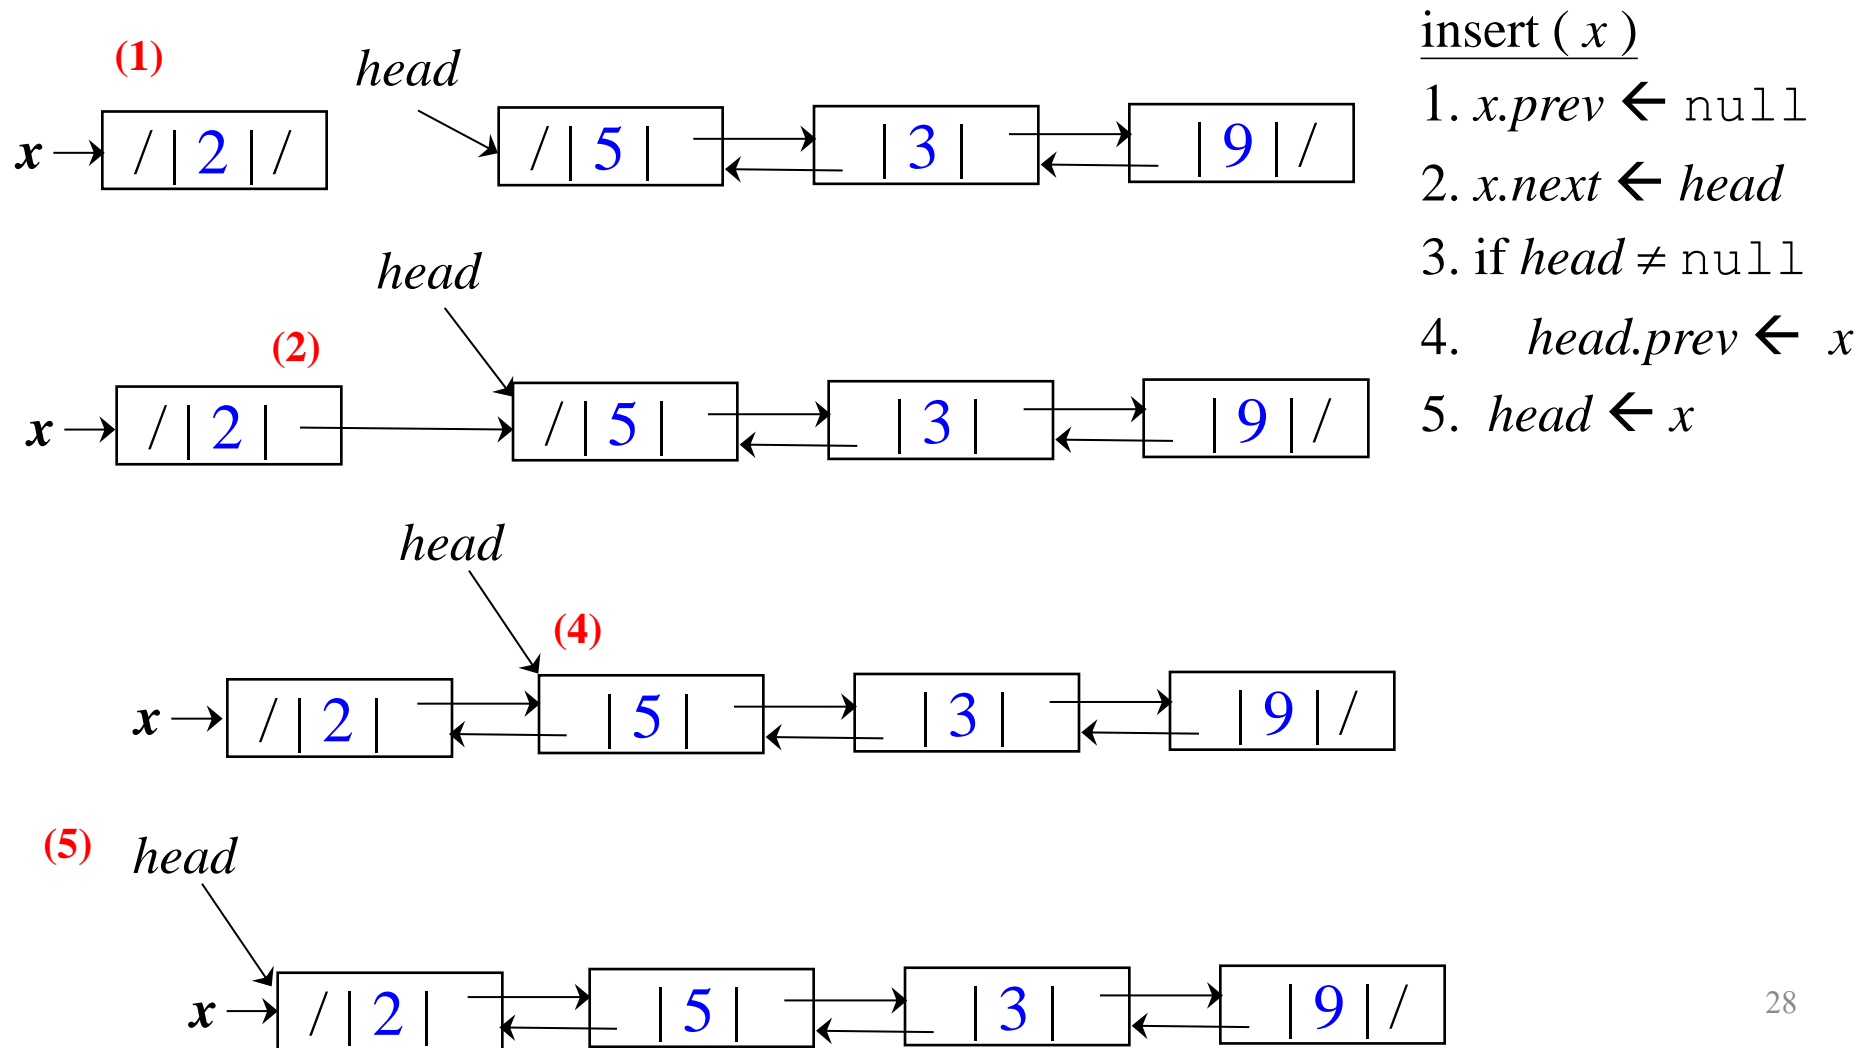 (1)
head
x
/ | 2 | /
/ | 5 |
| 3 |
| 9 | /
head
(2)
x
/ | 2 |
/ | 5 |
| 3 |
| 9 | /
head
(4)
x
/ | 2 |
| 5 |
| 3 |
| 9 | /
(5)
head
x
/ | 2 |
| 5 |
| 3 |
| 9 | /
insert ( x )
1. x.prev ← null
2. x.next ← head
3. if head ≠ null
4. head.prev ← x
5. head ← x
28